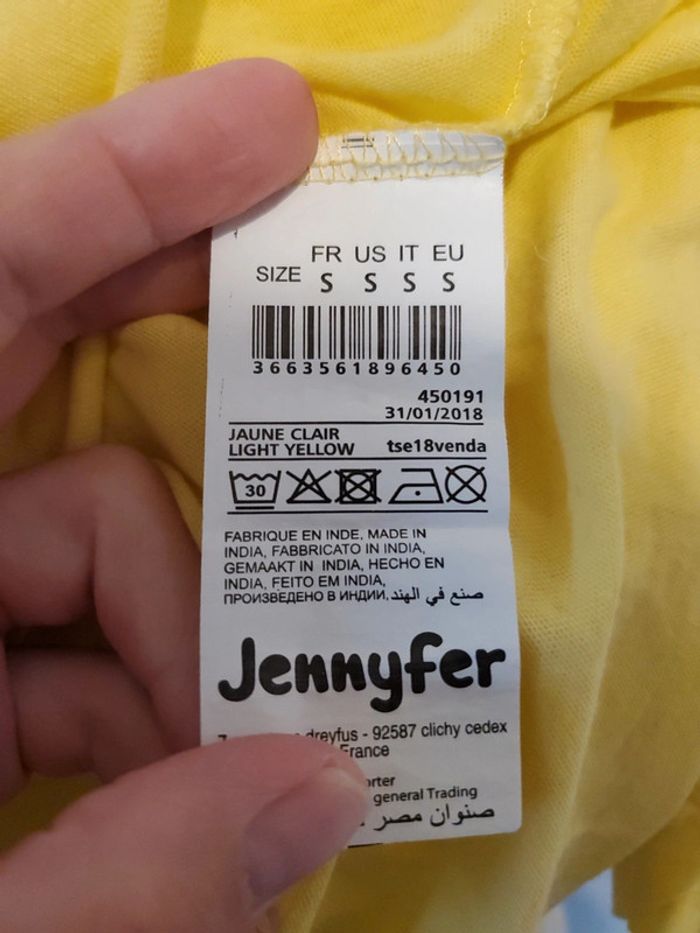 FR US IT EU
SIZE S S S S
3663561896450
450191
31/01/2018
JAUNE CLAIR
LIGHT YELLOW tse18venda
30
FABRIQUE EN INDE, MADE IN
INDIA, FABBRICATO IN INDIA,
GEMAAKT IN INDIA, HECHO EN
INDIA, FEITO EM INDIA,
ПРОИЗВЕДЕНО В ИНДИИ, صنع في الهند
Jennyfer
dreyfus - 92587 clichy cedex
France
general Trading
صنوان مصر